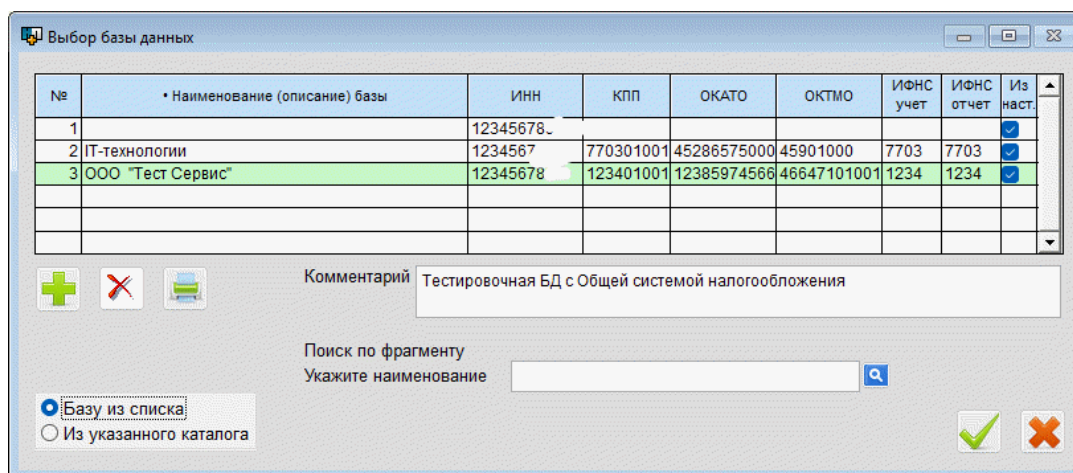 Выбор базы данных
№ • Наименование (описание) базы ИНН КПП ОКАТО ОКТМО ИФНС учет ИФНС отчет Из наст.
1 12345678
2 IT-технологии 1234567 770301001 45286575000 45901000 7703 7703
3 ООО "Тест Сервис" 12345678 123401001 12385974566 46647101001 1234 1234
Комментарий Тестировочная БД с Общей системой налогообложения
Поиск по фрагменту
Укажите наименование
Базу из списка
Из указанного каталога